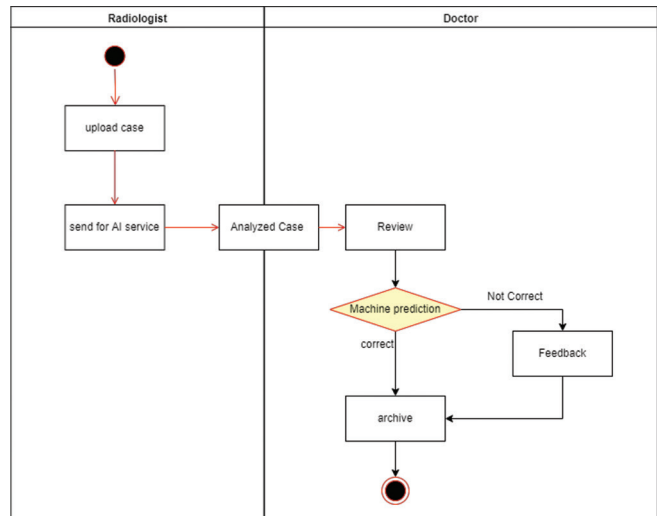 Radiologist
Doctor
upload case
send for AI service
Analyzed Case
Review
Machine prediction
Not Correct
correct
Feedback
archive